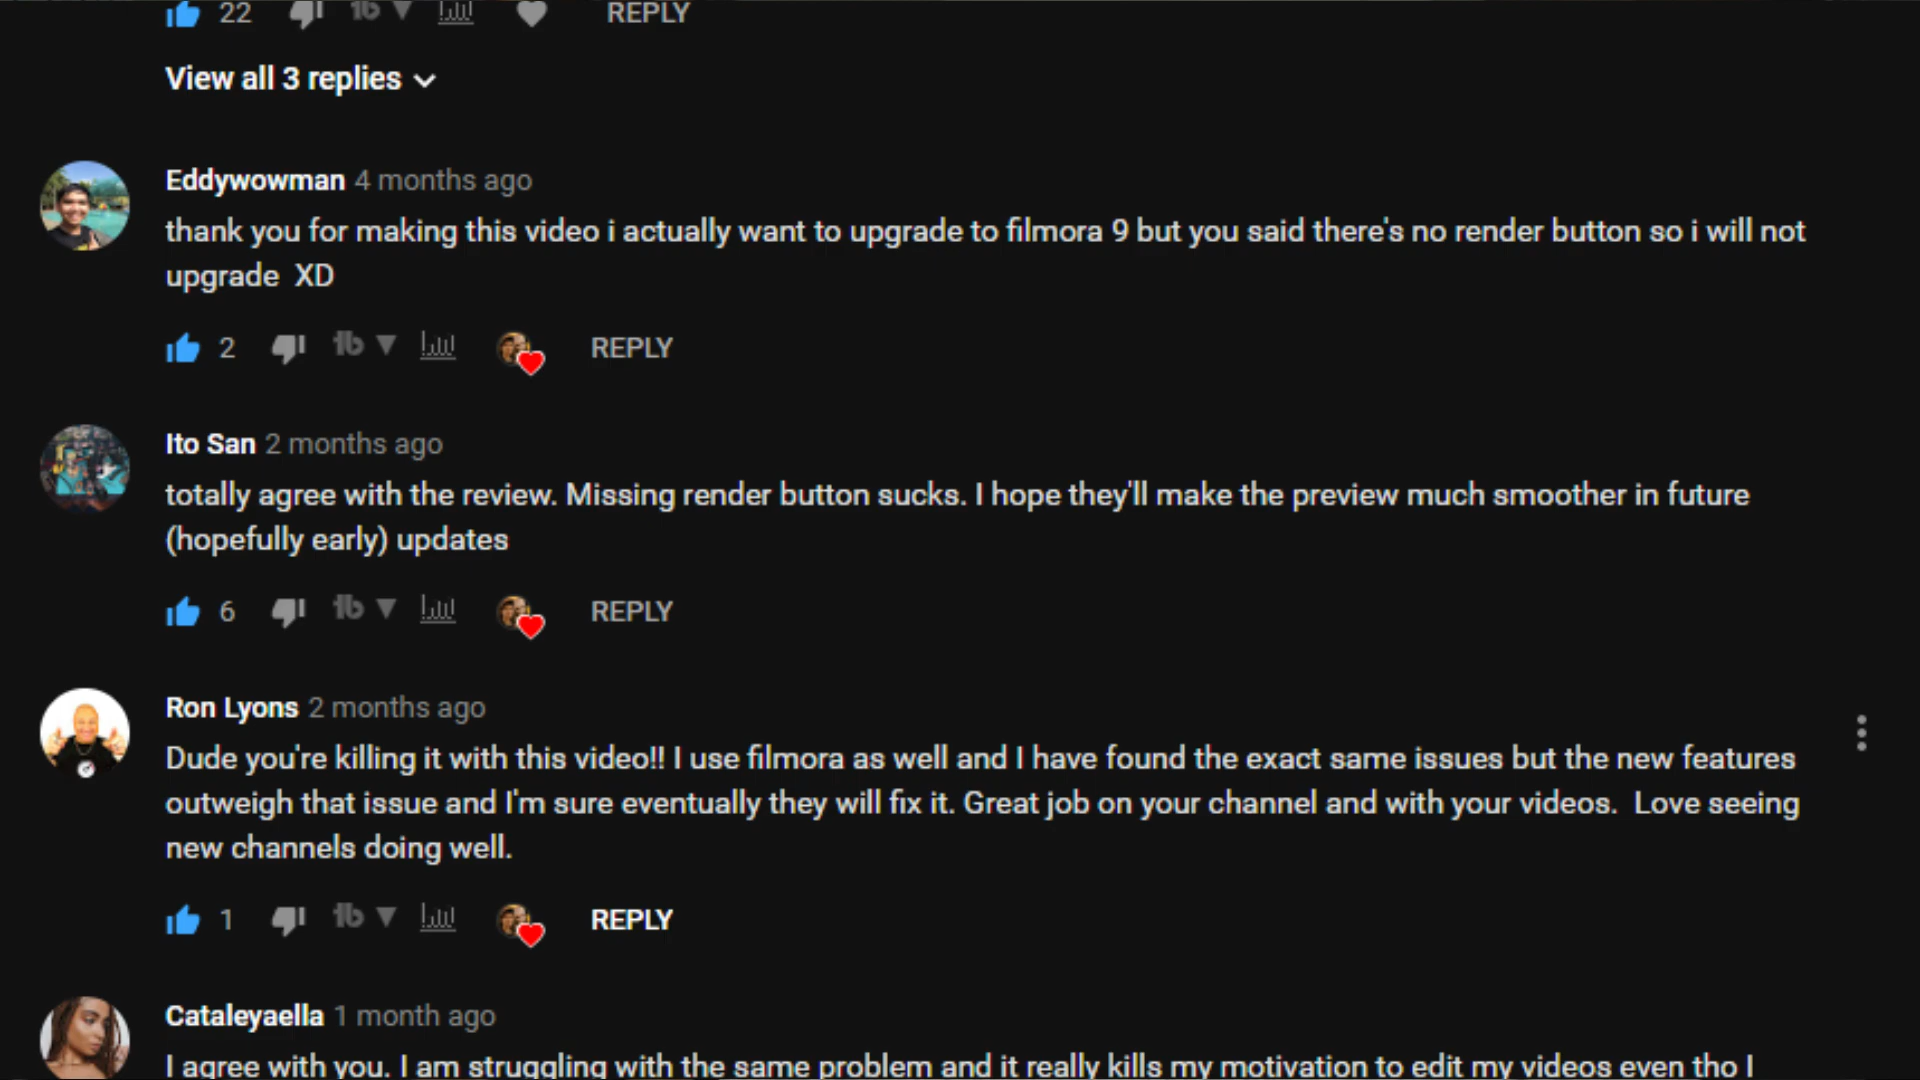 22 REPLY
View all 3 replies
Eddywowman 4 months ago
thank you for making this video i actually want to upgrade to filmora 9 but you said there's no render button so i will not
upgrade  XD
2 REPLY
Ito San 2 months ago
totally agree with the review. Missing render button sucks. I hope they'll make the preview much smoother in future
(hopefully early) updates
6 REPLY
Ron Lyons 2 months ago
Dude you're killing it with this video!! I use filmora as well and I have found the exact same issues but the new features
outweigh that issue and I'm sure eventually they will fix it. Great job on your channel and with your videos.  Love seeing
new channels doing well.
1 REPLY
Cataleyaella 1 month ago
I agree with you. I am struggling with the same problem and it really kills my motivation to edit my videos even tho I